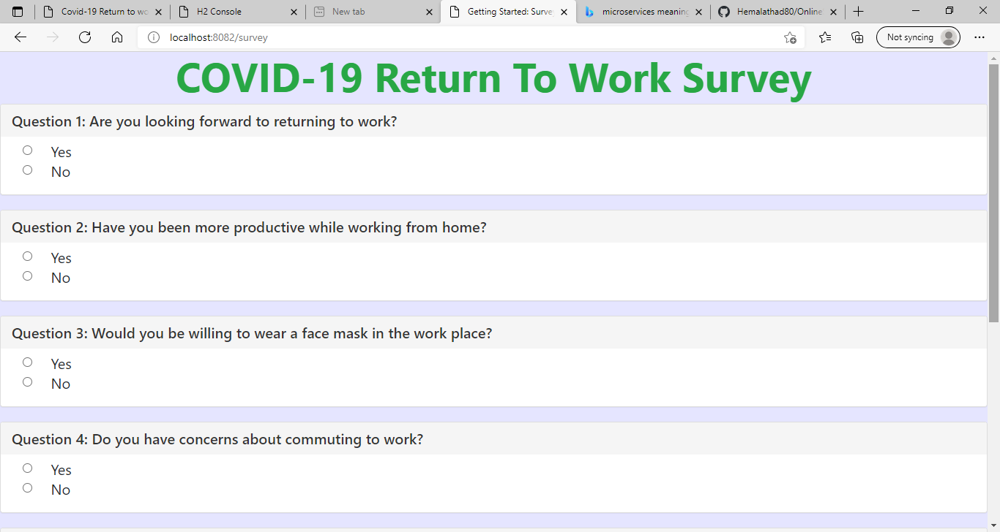 Covid-19 Return to wo
H2 Console
New tab
Getting Started: Surve
microservices meaning
Hemalathad80/Online
localhost:8082/survey
Not syncing
COVID-19 Return To Work Survey
Question 1: Are you looking forward to returning to work?
Yes
No
Question 2: Have you been more productive while working from home?
Yes
No
Question 3: Would you be willing to wear a face mask in the work place?
Yes
No
Question 4: Do you have concerns about commuting to work?
Yes
No